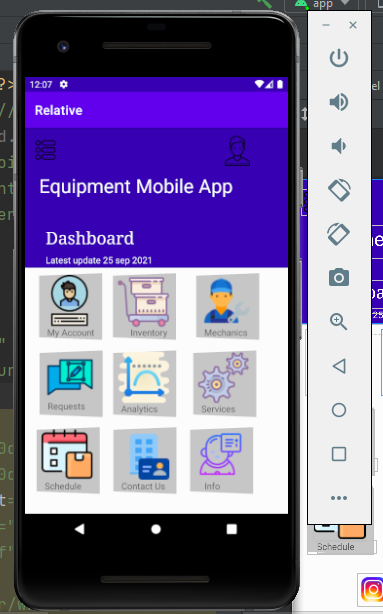 app
12:07
Relative
Equipment Mobile App
Dashboard
Latest update 25 sep 2021
My Account
Inventory
Mechanics
Requests
Analytics
Services
Schedule
Contact Us
Info
Schedule